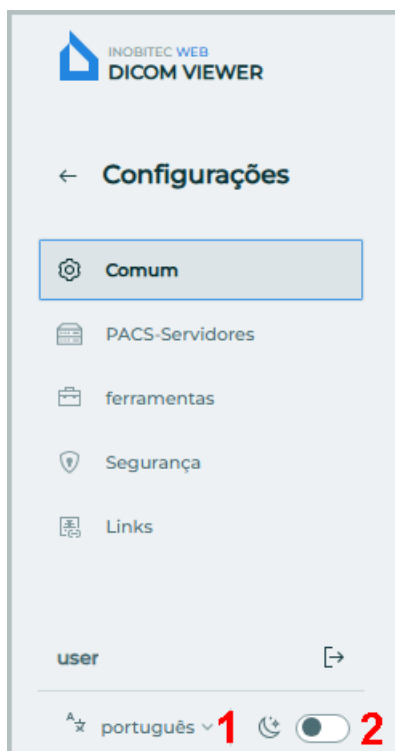 INOBITEC WEB
DICOM VIEWER
← Configurações
Comum
PACS-Servidores
ferramentas
Segurança
Links
user
português 1 2